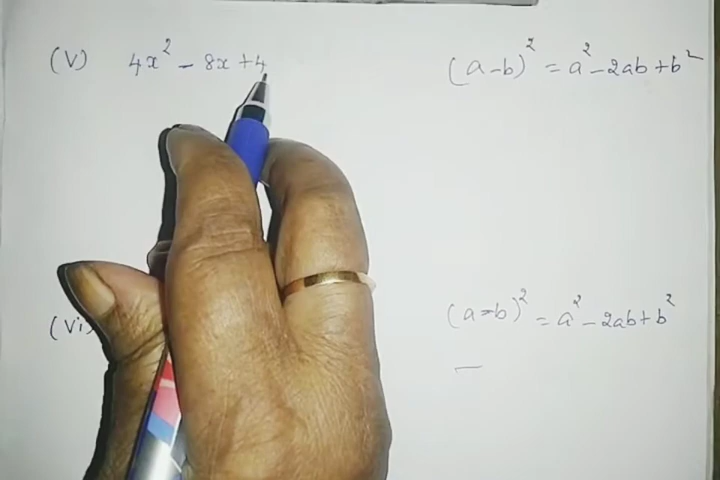 (V) 4x² - 8x + 4
(a-b)² = a² - 2ab + b²
(Vi)
(a-b)² = a² - 2ab + b²